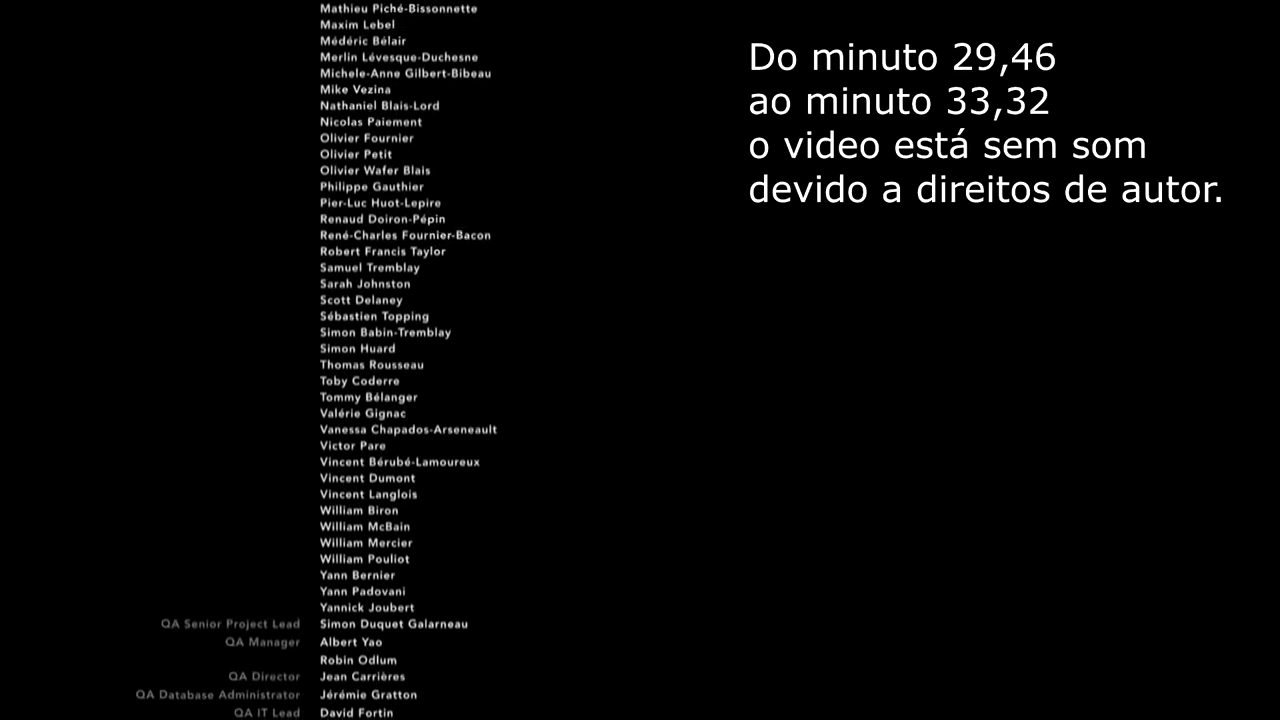 Mathieu Piché-Bissonnette
Maxim Lebel
Médéric Bélair
Merlin Lévesque-Duchesne
Michele-Anne Gilbert-Bibeau
Mike Vezina
Nathaniel Blais-Lord
Nicolas Paiement
Olivier Fournier
Olivier Petit
Olivier Wafer Blais
Philippe Gauthier
Pier-Luc Huot-Lepire
Renaud Doiron-Pépin
René-Charles Fournier-Bacon
Robert Francis Taylor
Samuel Tremblay
Sarah Johnston
Scott Delaney
Sébastien Topping
Simon Babin-Tremblay
Simon Huard
Thomas Rousseau
Toby Coderre
Tommy Bélanger
Valérie Gignac
Vanessa Chapados-Arseneault
Victor Pare
Vincent Bérubé-Lamoureux
Vincent Dumont
Vincent Langlois
William Biron
William McBain
William Mercier
William Pouliot
Yann Bernier
Yann Padovani
Yannick Joubert
QA Senior Project Lead Simon Duquet Galarneau
QA Manager Albert Yao
Robin Odlum
QA Director Jean Carrières
QA Database Administrator Jérémie Gratton
QA IT Lead David Fortin
Do minuto 29,46
ao minuto 33,32
o video está sem som
devido a direitos de autor.